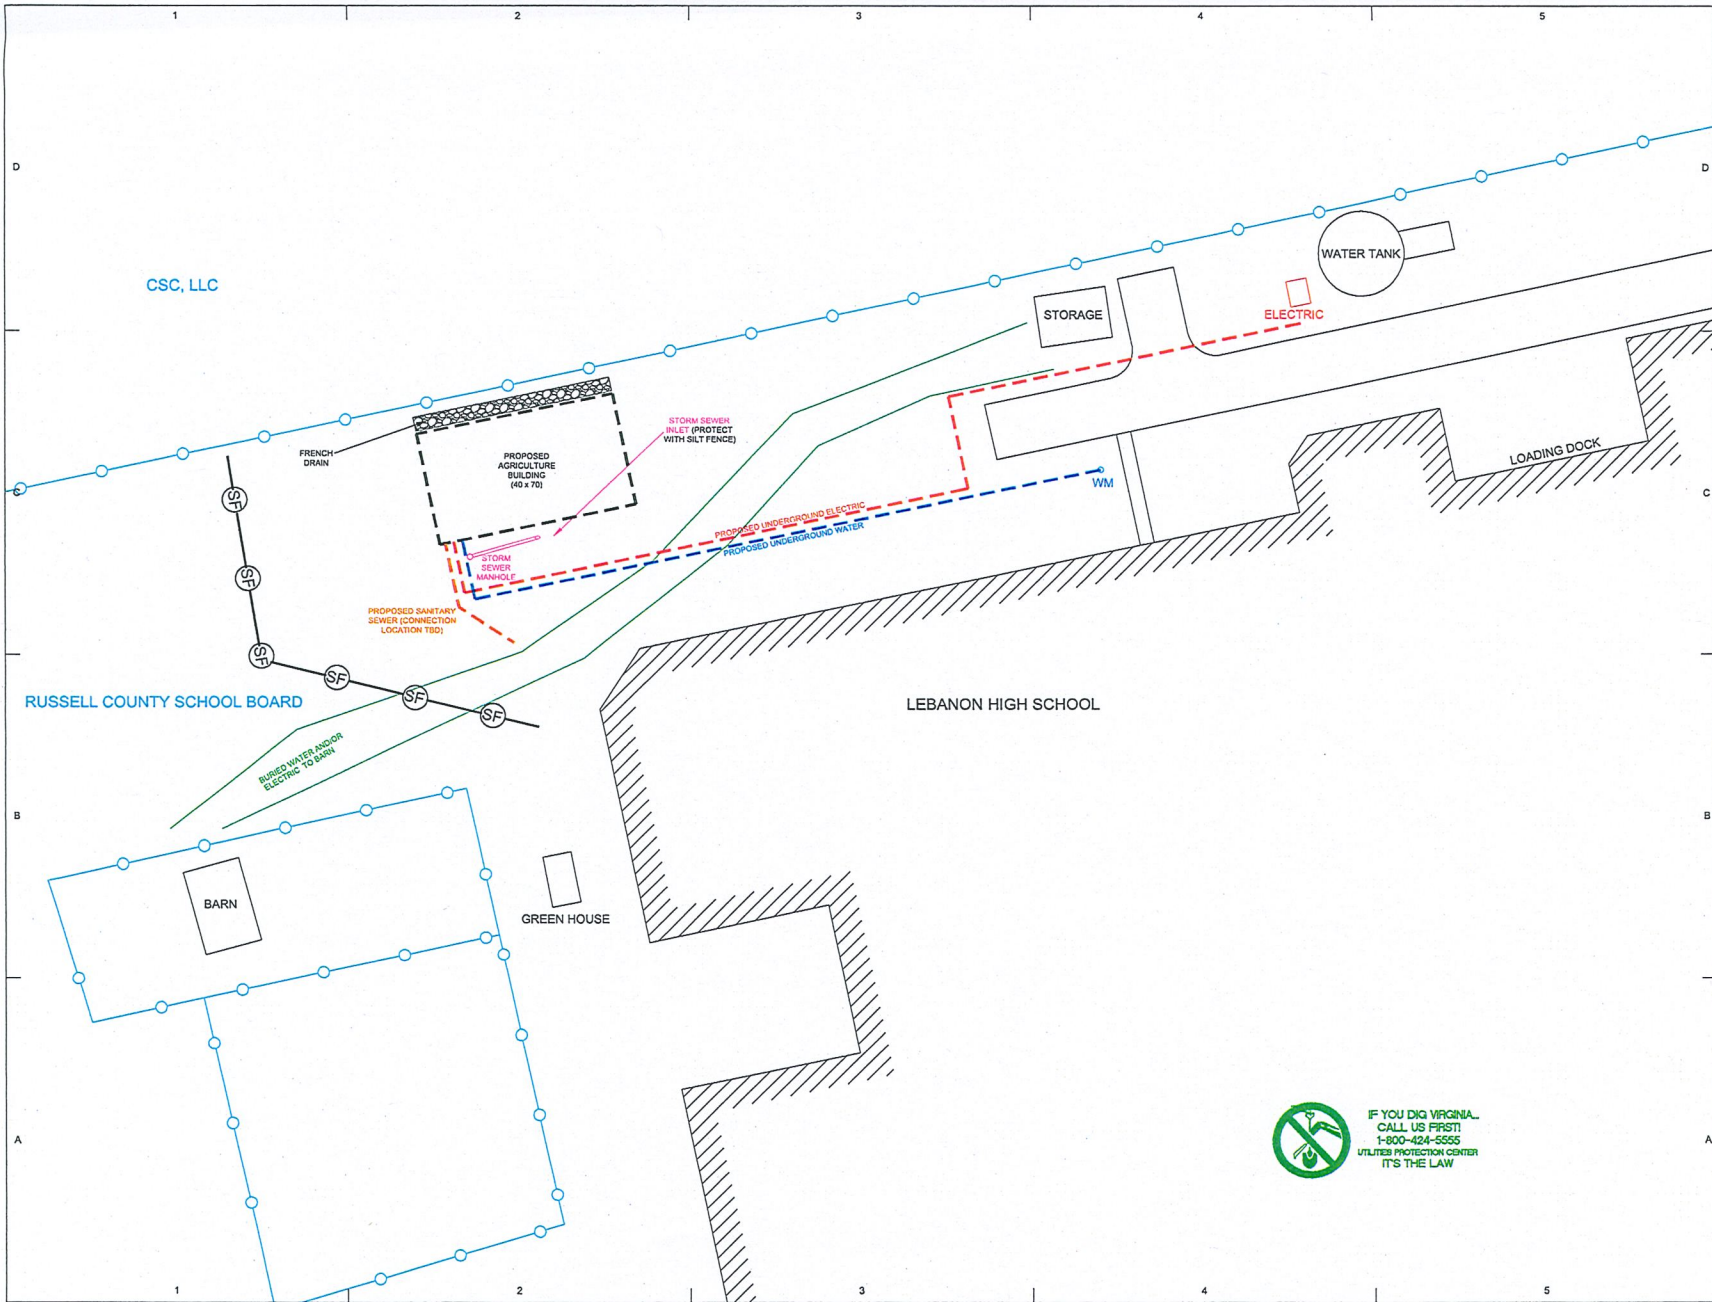 1
2
3
4
5
D
D
CSC, LLC
WATER TANK
STORAGE
ELECTRIC
STORM SEWER
INLET (PROTECT
WITH SILT FENCE)
FRENCH
DRAIN
PROPOSED
AGRICULTURE
BUILDING
(40 x 70)
LOADING DOCK
C
C
SF
WM
PROPOSED UNDERGROUND ELECTRIC
PROPOSED UNDERGROUND WATER
STORM
SEWER
MANHOLE
SF
PROPOSED SANITARY
SEWER (CONNECTION
LOCATION TBD)
SF
SF
SF
SF
RUSSELL COUNTY SCHOOL BOARD
LEBANON HIGH SCHOOL
BURIED WATER AND/OR
ELECTRIC TO BARN
B
B
BARN
GREEN HOUSE
A
A
IF YOU DIG VIRGINIA...
CALL US FIRST!
1-800-424-5555
UTILITES PROTECTION CENTER
IT'S THE LAW
1
2
3
4
5